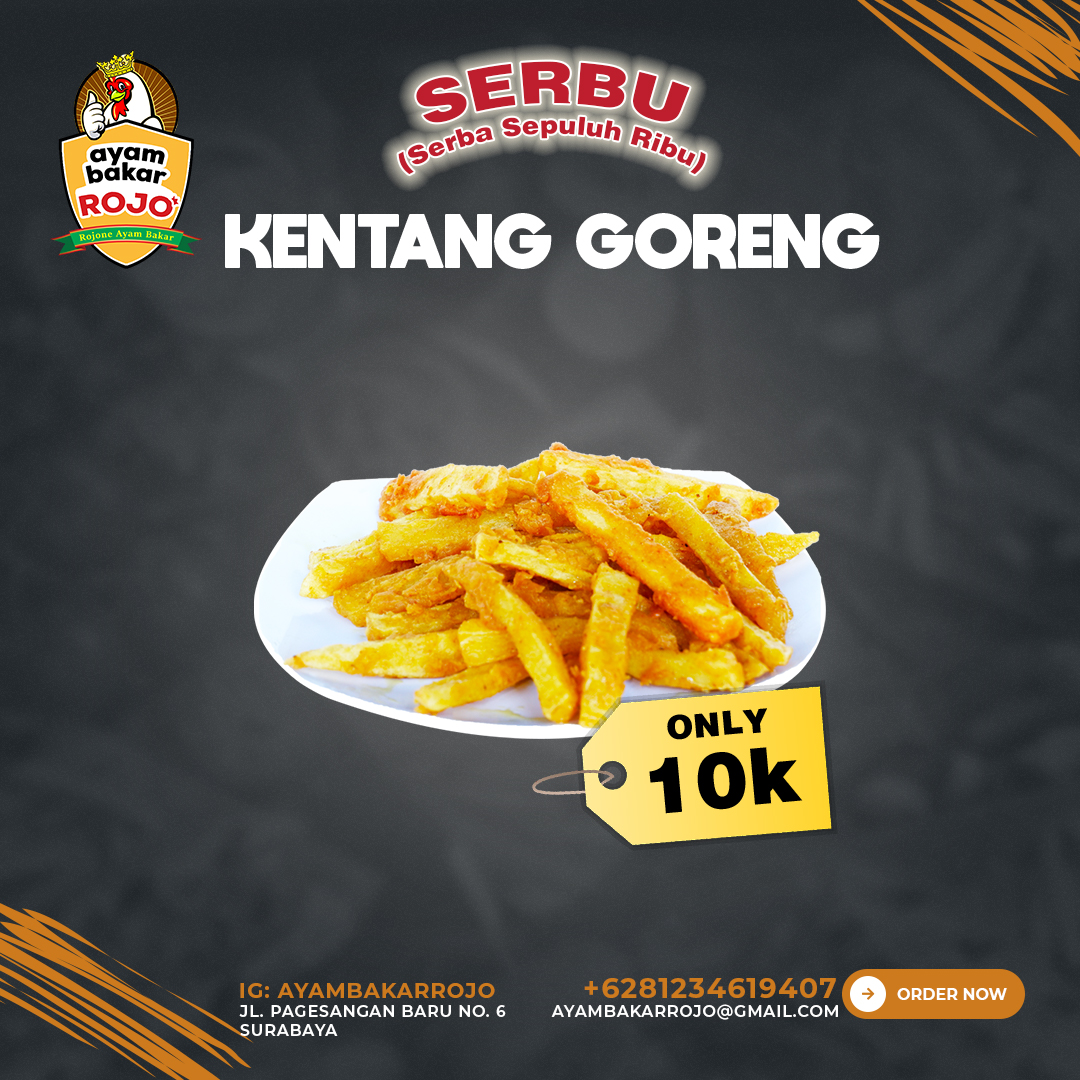 SERBU
(Serba Sepuluh Ribu)
ayam
bakar
ROJO
Rojone Ayam Bakar
KENTANG GORENG
ONLY
10k
IG: AYAMBAKARROJO
JL. PAGESANGAN BARU NO. 6
SURABAYA
+6281234619407
AYAMBAKARROJO@GMAIL.COM
ORDER NOW